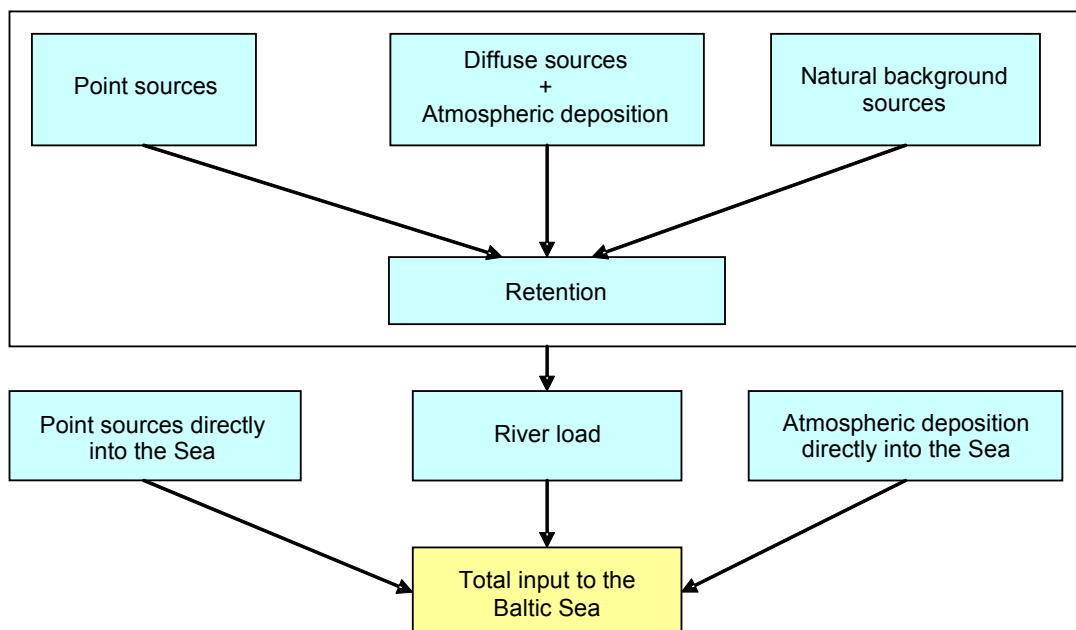 Point sources
Diffuse sources
+
Atmospheric deposition
Natural background
sources
Retention
Point sources directly
into the Sea
River load
Atmospheric deposition
directly into the Sea
Total input to the
Baltic Sea